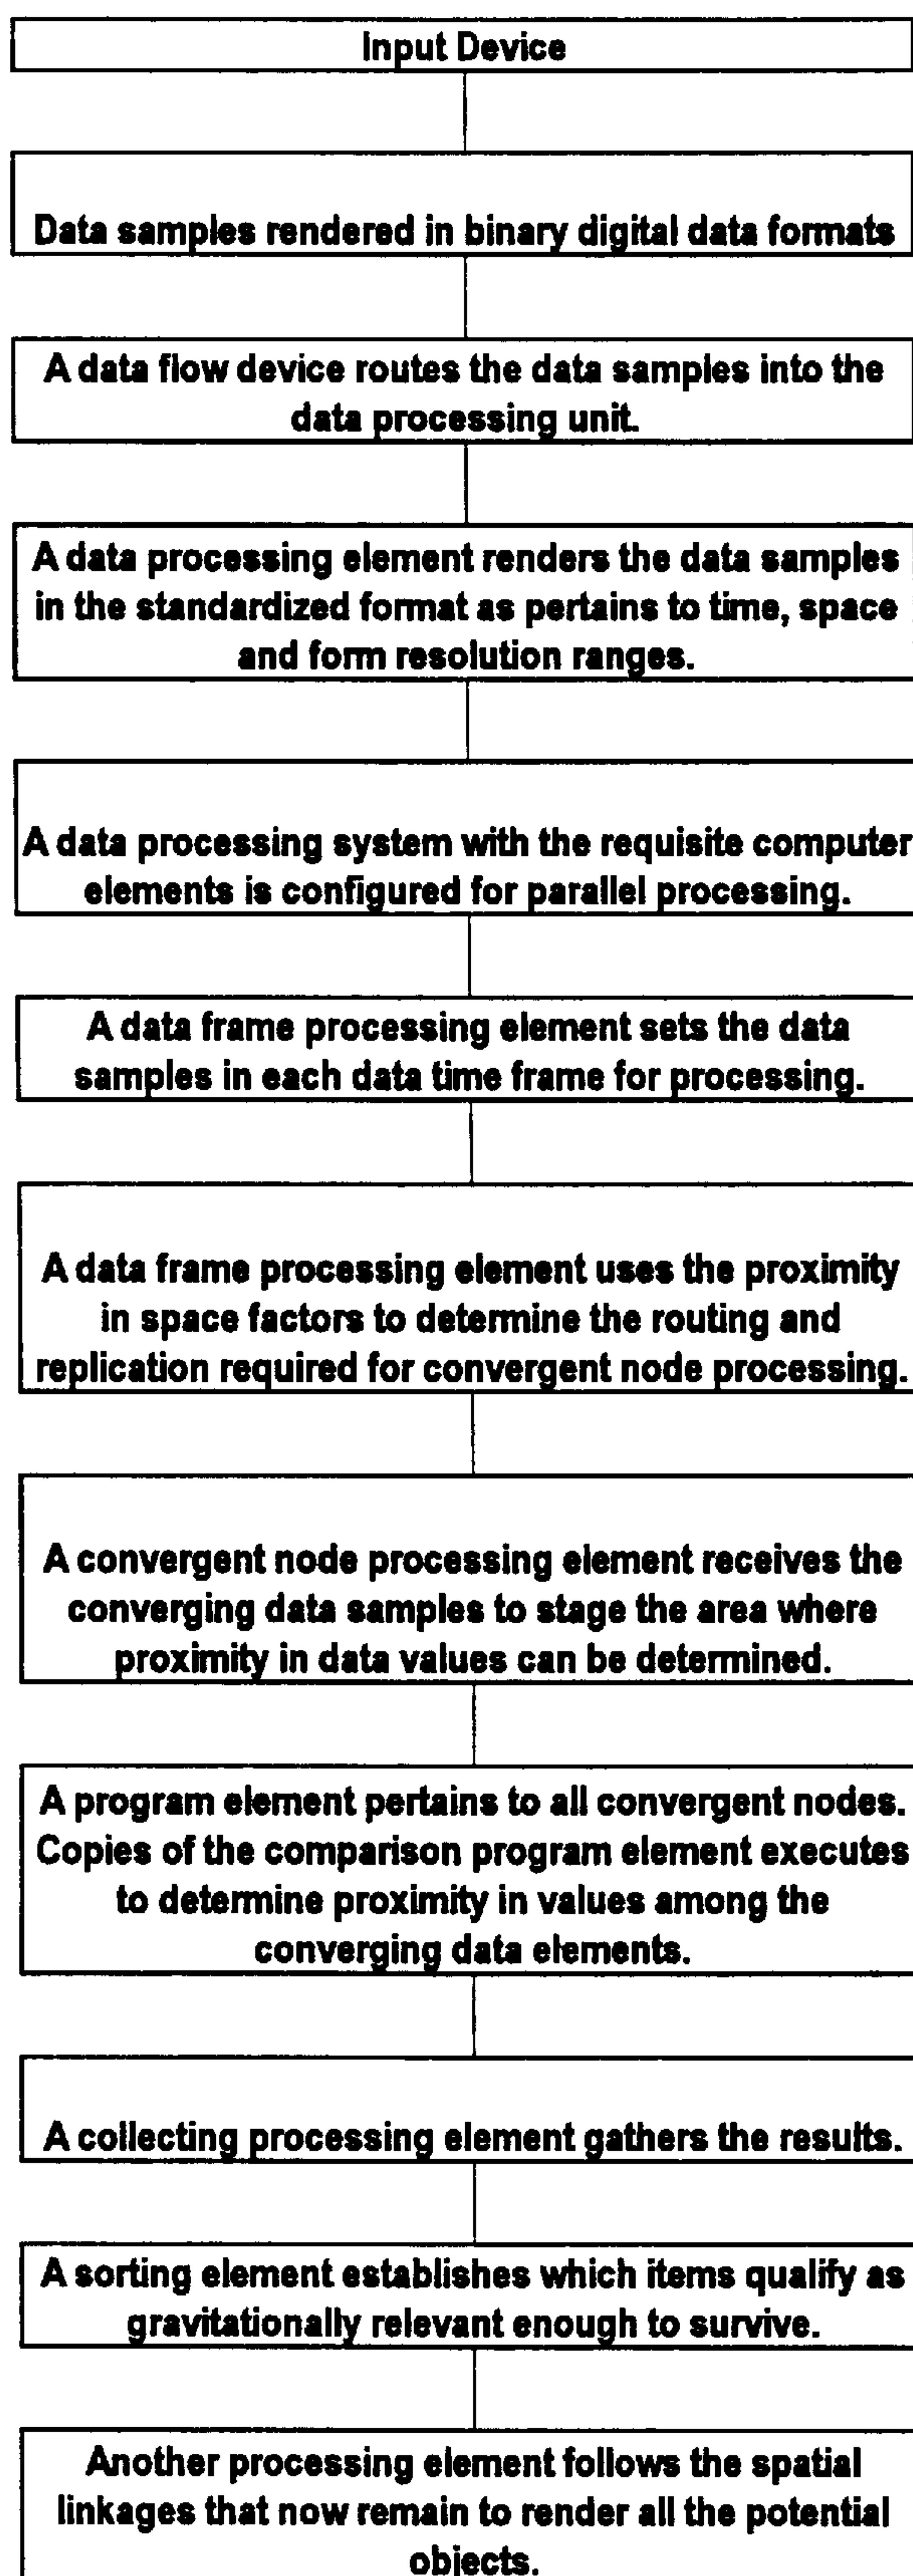 Input Device
Data samples rendered in binary digital data formats
A data flow device routes the data samples into the
data processing unit.
A data processing element renders the data samples
in the standardized format as pertains to time, space
and form resolution ranges.
A data processing system with the requisite computer
elements is configured for parallel processing.
A data frame processing element sets the data
samples in each data time frame for processing.
A data frame processing element uses the proximity
in space factors to determine the routing and
replication required for convergent node processing.
A convergent node processing element receives the
converging data samples to stage the area where
proximity in data values can be determined.
A program element pertains to all convergent nodes.
Copies of the comparison program element executes
to determine proximity in values among the
converging data elements.
A collecting processing element gathers the results.
A sorting element establishes which items qualify as
gravitationally relevant enough to survive.
Another processing element follows the spatial
linkages that now remain to render all the potential
objects.